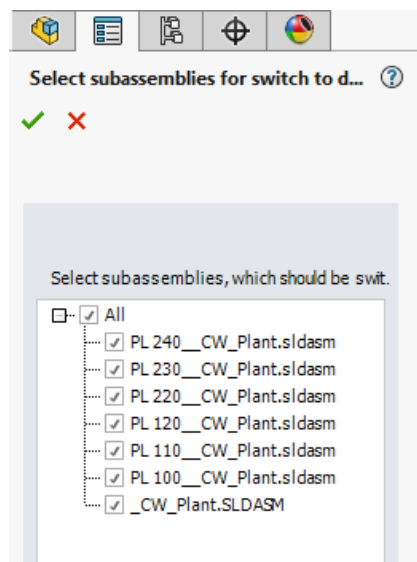 Select subassemblies for switch to d... ?
Select subassemblies, which should be swit.
All
PL 240__CW_Plant.sldasm
PL 230__CW_Plant.sldasm
PL 220__CW_Plant.sldasm
PL 120__CW_Plant.sldasm
PL 110__CW_Plant.sldasm
PL 100__CW_Plant.sldasm
_CW_Plant.SLDASM